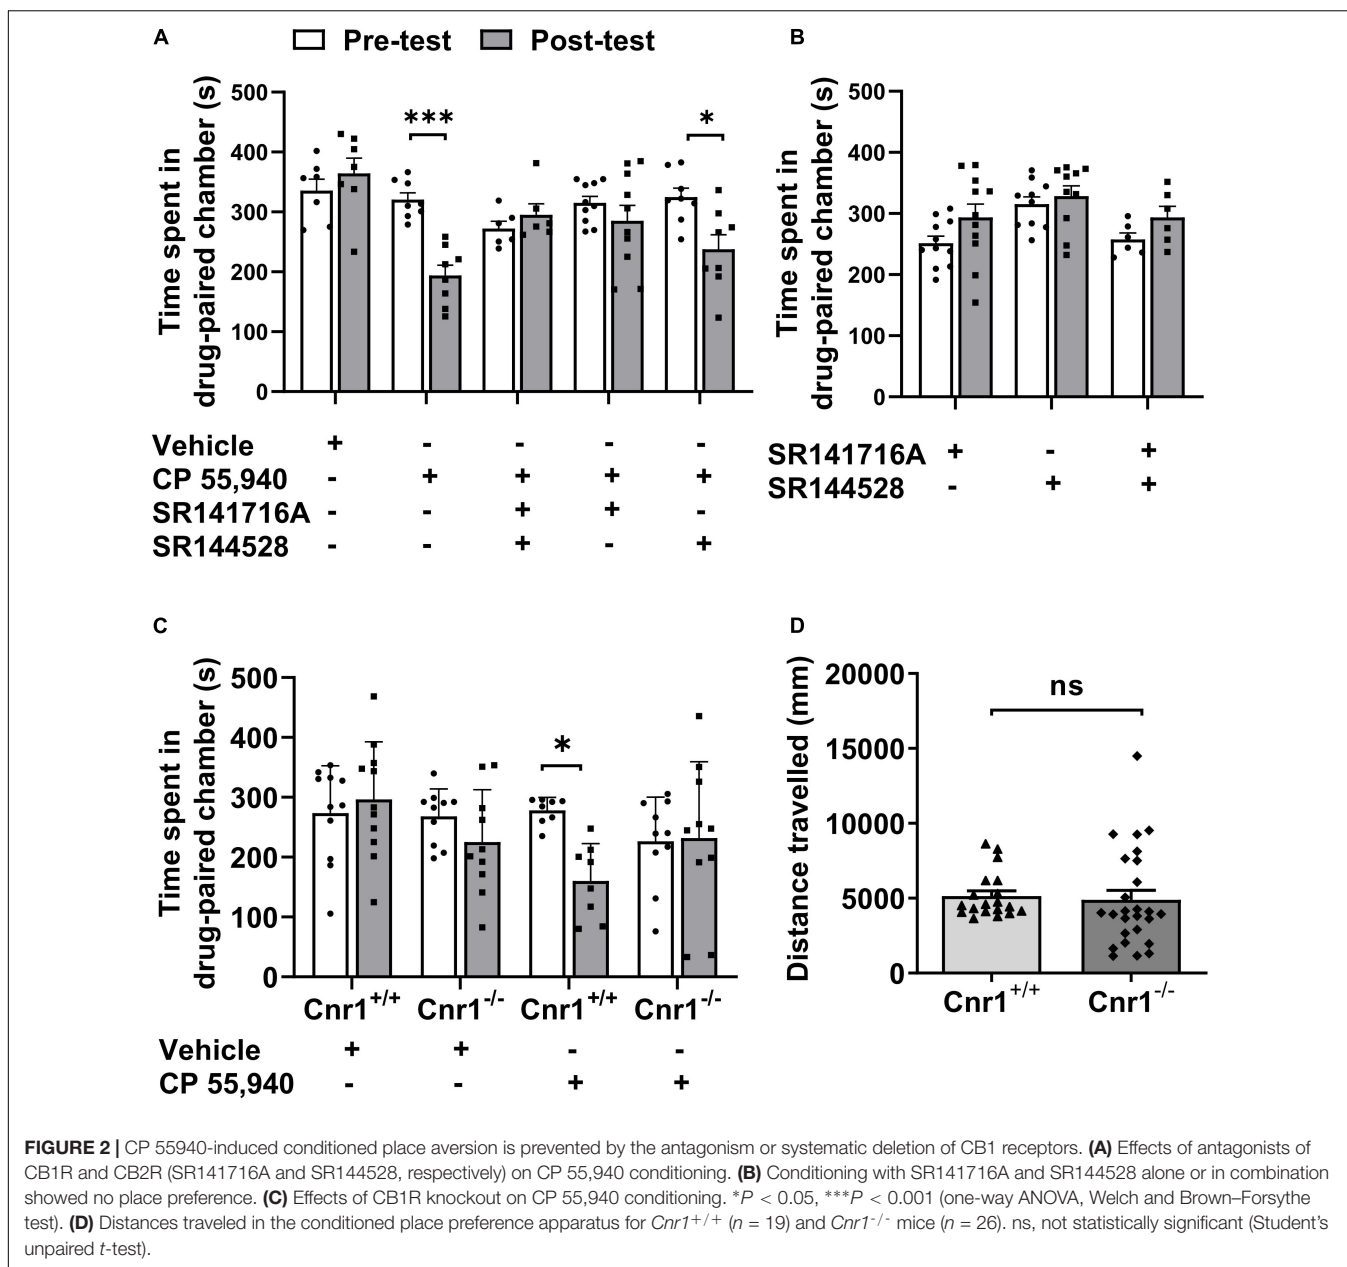 A
Pre-test Post-test
Time spent in
drug-paired chamber (s)
500
400
300
200
100
0
***
*
Vehicle + - - - -
CP 55,940 - + + + +
SR141716A - - + + -
SR144528 - - + - +
B
Time spent in
drug-paired chamber (s)
500
400
300
200
100
0
SR141716A + - +
SR144528 - + +
C
Time spent in
drug-paired chamber (s)
500
400
300
200
100
0
*
Cnr1+/+ Cnr1-/- Cnr1+/+ Cnr1-/-
Vehicle + + - -
CP 55,940 - - + +
D
Distance travelled (mm)
20000
15000
10000
5000
0
ns
Cnr1+/+ Cnr1-/-
FIGURE 2 | CP 55940-induced conditioned place aversion is prevented by the antagonism or systematic deletion of CB1 receptors. (A) Effects of antagonists of
CB1R and CB2R (SR141716A and SR144528, respectively) on CP 55,940 conditioning. (B) Conditioning with SR141716A and SR144528 alone or in combination
showed no place preference. (C) Effects of CB1R knockout on CP 55,940 conditioning. *P < 0.05, ***P < 0.001 (one-way ANOVA, Welch and Brown–Forsythe
test). (D) Distances traveled in the conditioned place preference apparatus for Cnr1+/+ (n = 19) and Cnr1-/- mice (n = 26). ns, not statistically significant (Student's
unpaired t-test).